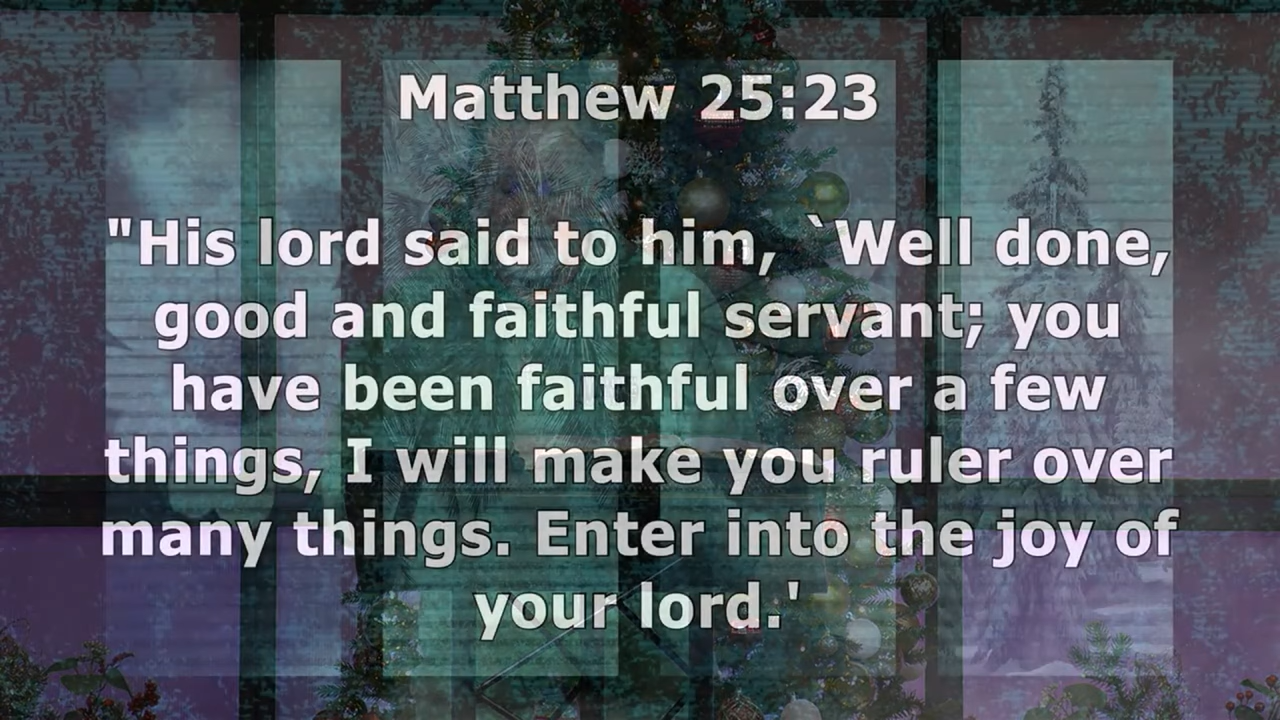 Matthew 25:23
"His lord said to him, `Well done,
good and faithful servant; you
have been faithful over a few
things, I will make you ruler over
many things. Enter into the joy of
your lord.'